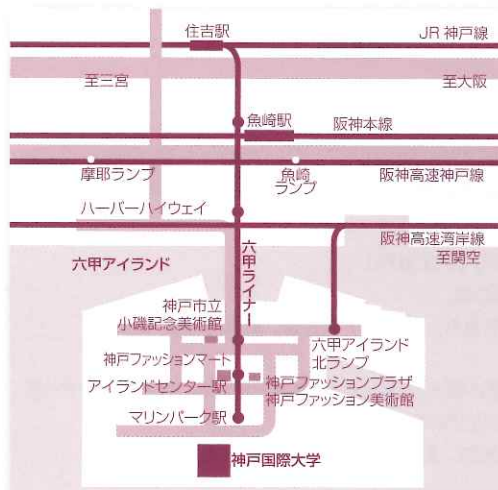 住吉駅
JR 神戸線
至三宮
至大阪
魚崎駅
阪神本線
摩耶ランプ
魚崎
ランプ
阪神高速神戸線
ハーバーハイウェイ
阪神高速湾岸線
至関空
六甲アイランド
六甲ライナー
神戸市立
小磯記念美術館
六甲アイランド
北ランプ
神戸ファッションマート
アイランドセンター駅
神戸ファッションプラザ
神戸ファッション美術館
マリンパーク駅
神戸国際大学